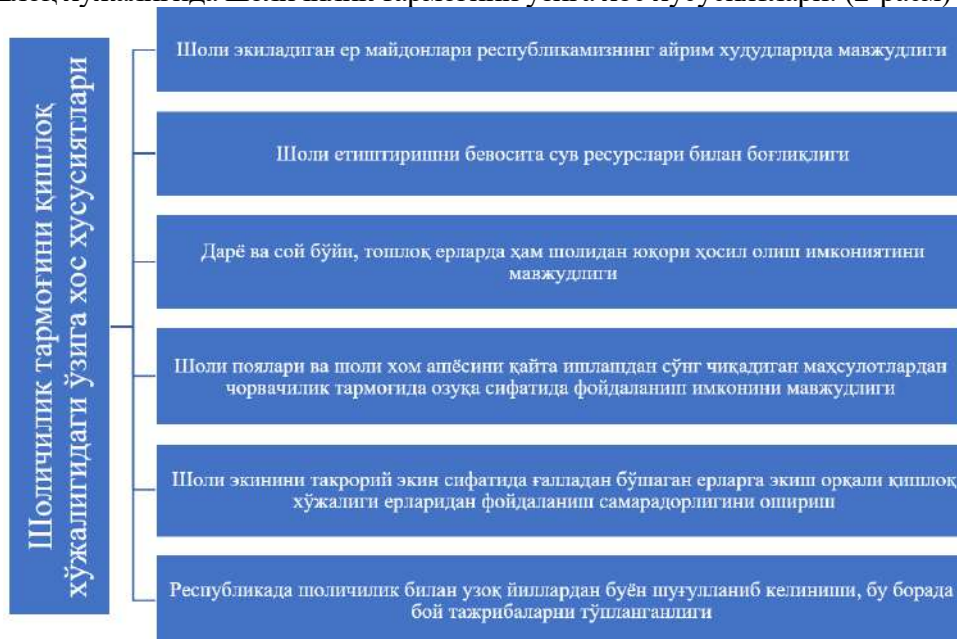 Шоличилик тармоғини қишлоқ
хўжалигидаги ўзига хос хусусиятлари
Шоли экиладиган ер майдонлари республикамизнинг айрим худудларида мавжудлиги
Шоли етиштиришни бевосита сув ресурслари билан боғлиқлиги
Дарё ва сой бўйи, тошлоқ ерларда ҳам шолидан юқори ҳосил олиш имкониятини
мавжудлиги
Шоли поялари ва шоли хом ашёсини қайта ишлашдан сўнг чиқадиган маҳсулотлардан
чорвачилик тармоғида озуқа сифатида фойдаланиш имконини мавжудлиги
Шоли экинини такрорий экин сифатида ғалладан бўшаган ерларга экиш орқали қишлоқ
хўжалиги ерларидан фойдаланиш самарадорлигини ошириш
Республикада шоличилик билан узоқ йиллардан буён шуғулланиб келиниши, бу борада
бой тажрибаларни тўпланганлиги